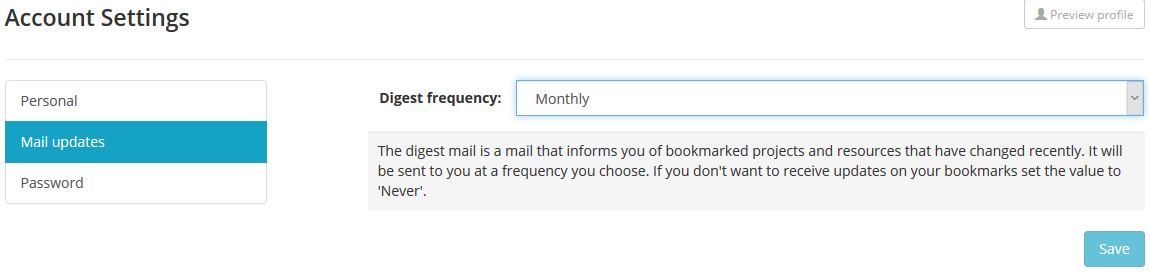 Account Settings
Preview profile
Personal
Mail updates
Password
Digest frequency:
Monthly
The digest mail is a mail that informs you of bookmarked projects and resources that have changed recently. It will
be sent to you at a frequency you choose. If you don't want to receive updates on your bookmarks set the value to
'Never'.
Save